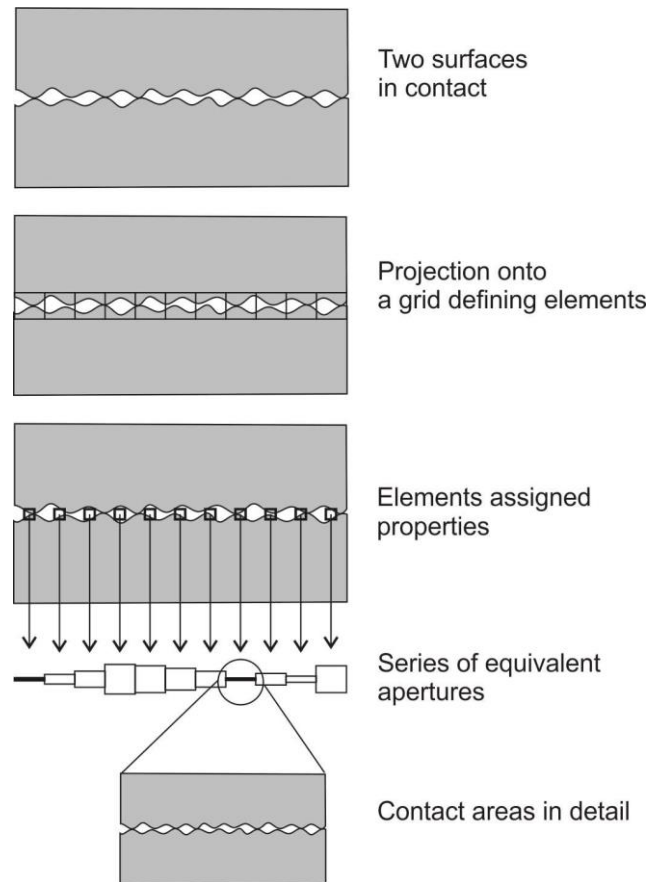 Two surfaces
in contact
Projection onto
a grid defining elements
Elements assigned
properties
Series of equivalent
apertures
Contact areas in detail